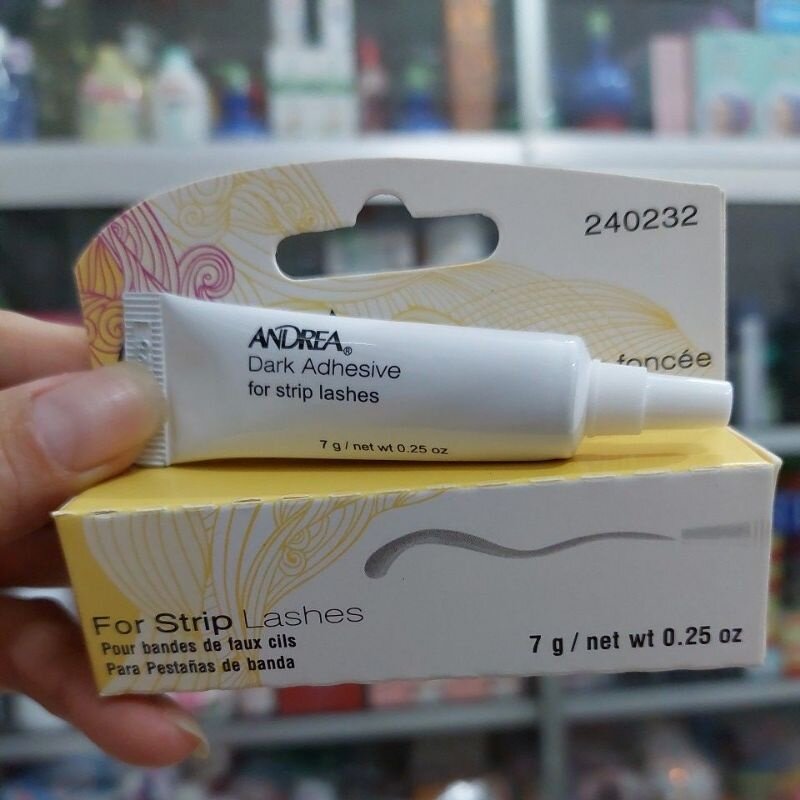 240232
foncée
ANDREA®
Dark Adhesive
for strip lashes
7 g / net wt 0.25 oz
For Strip Lashes
Pour bandes de faux cils
Para Pestañas de banda
7 g / net wt 0.25 oz